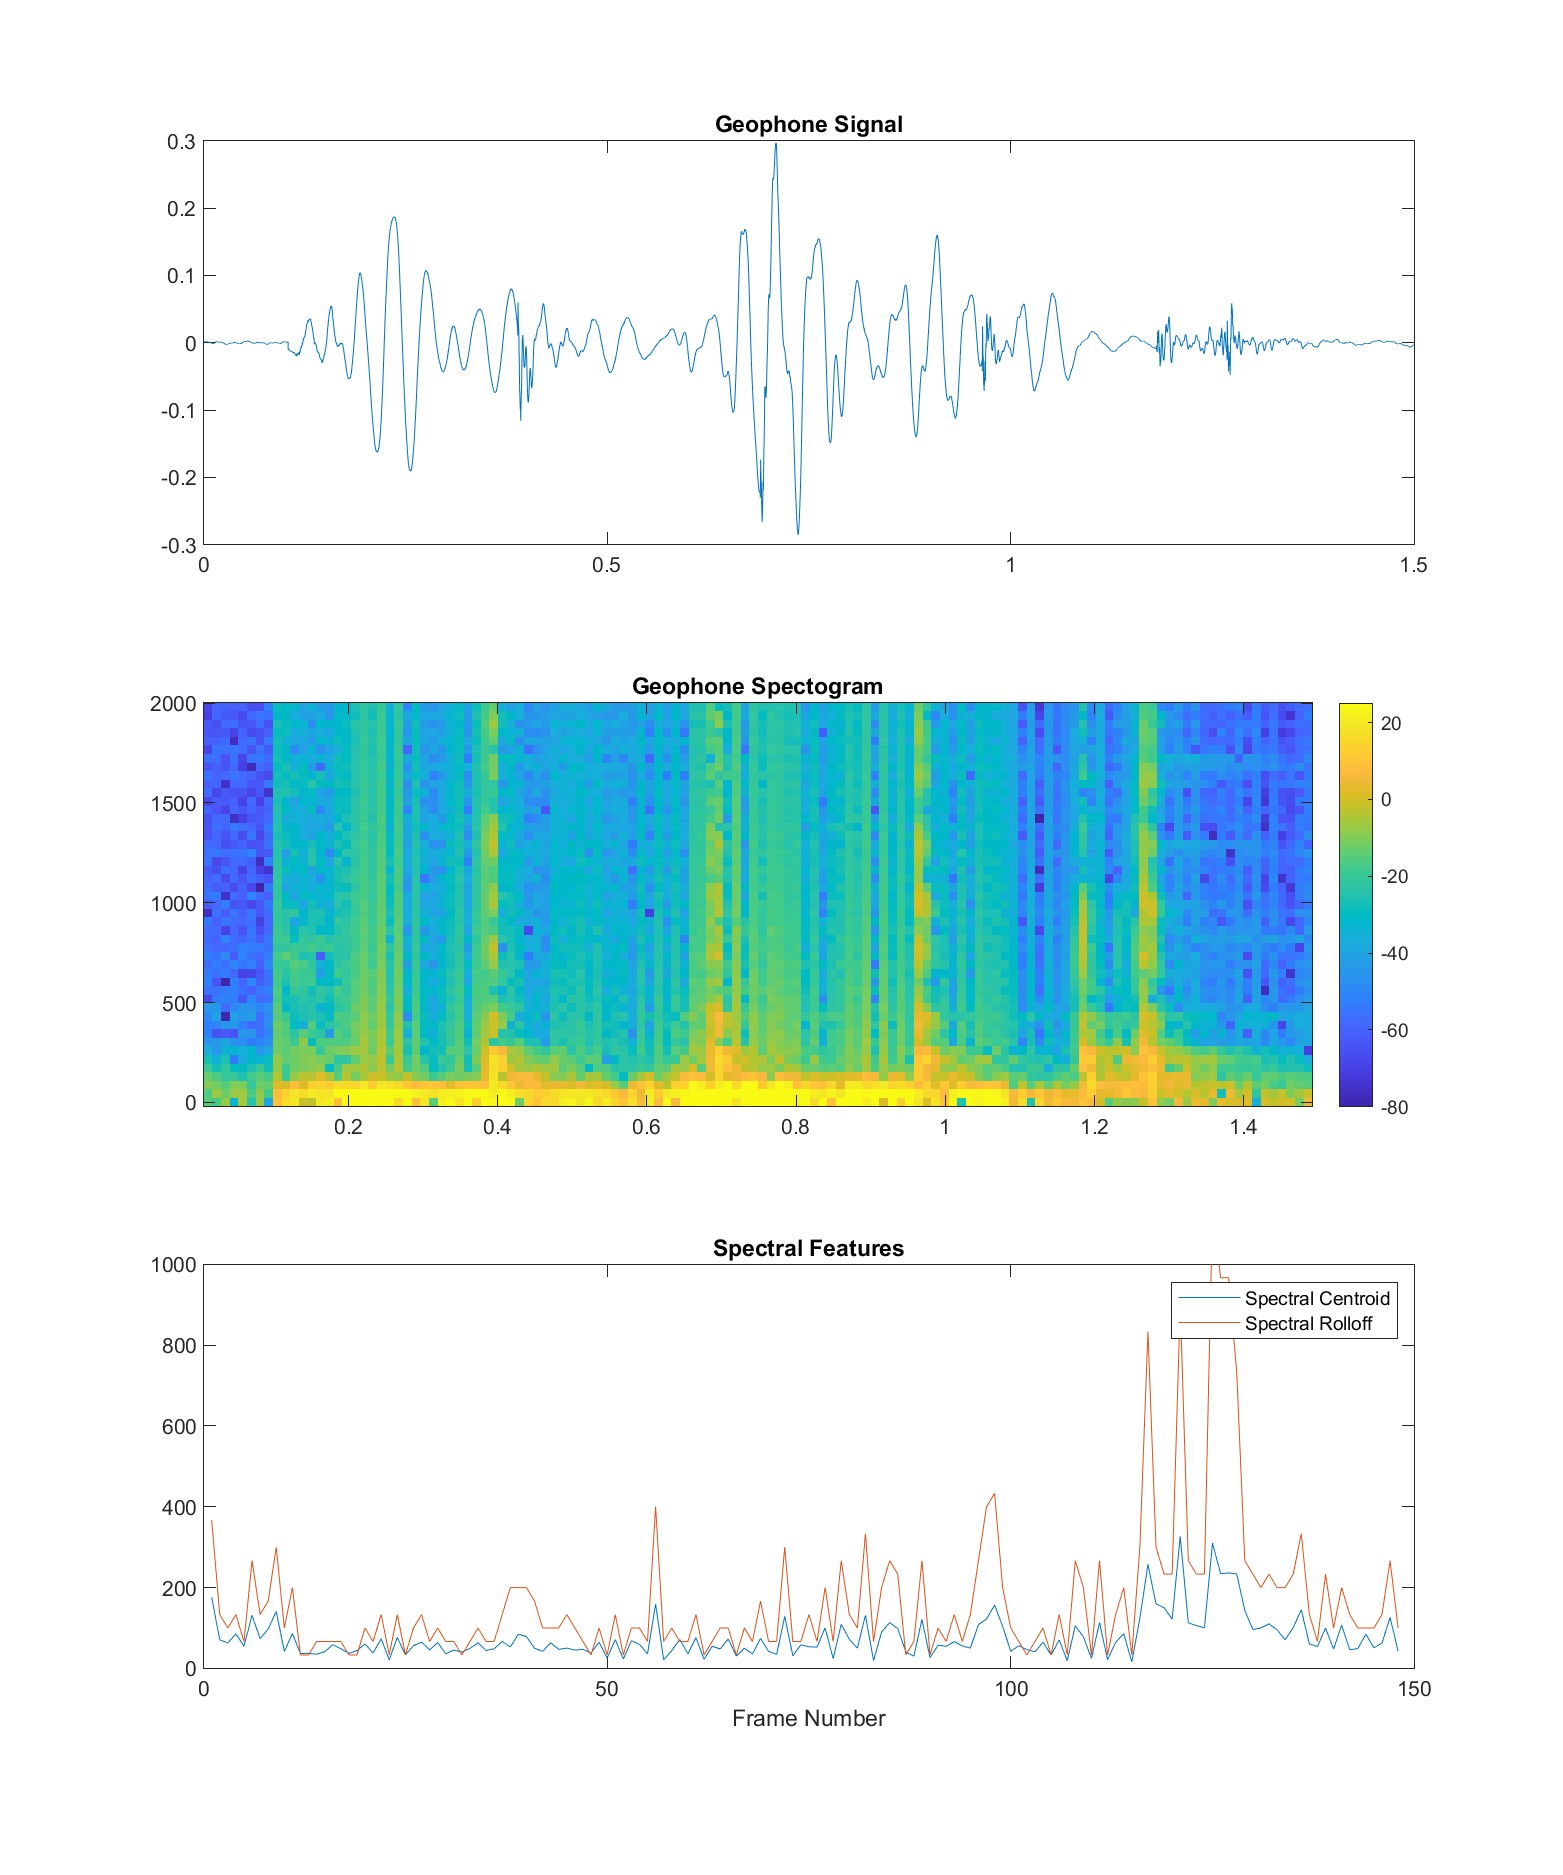 Geophone Signal
0.3
0.2
0.1
0
-0.1
-0.2
-0.3
0 0.5 1 1.5
Geophone Spectogram
2000
1500
1000
500
0
0.2 0.4 0.6 0.8 1 1.2 1.4
20
0
-20
-40
-60
-80
Spectral Features
1000
800
600
400
200
0
Spectral Centroid
Spectral Rolloff
0 50 100 150
Frame Number